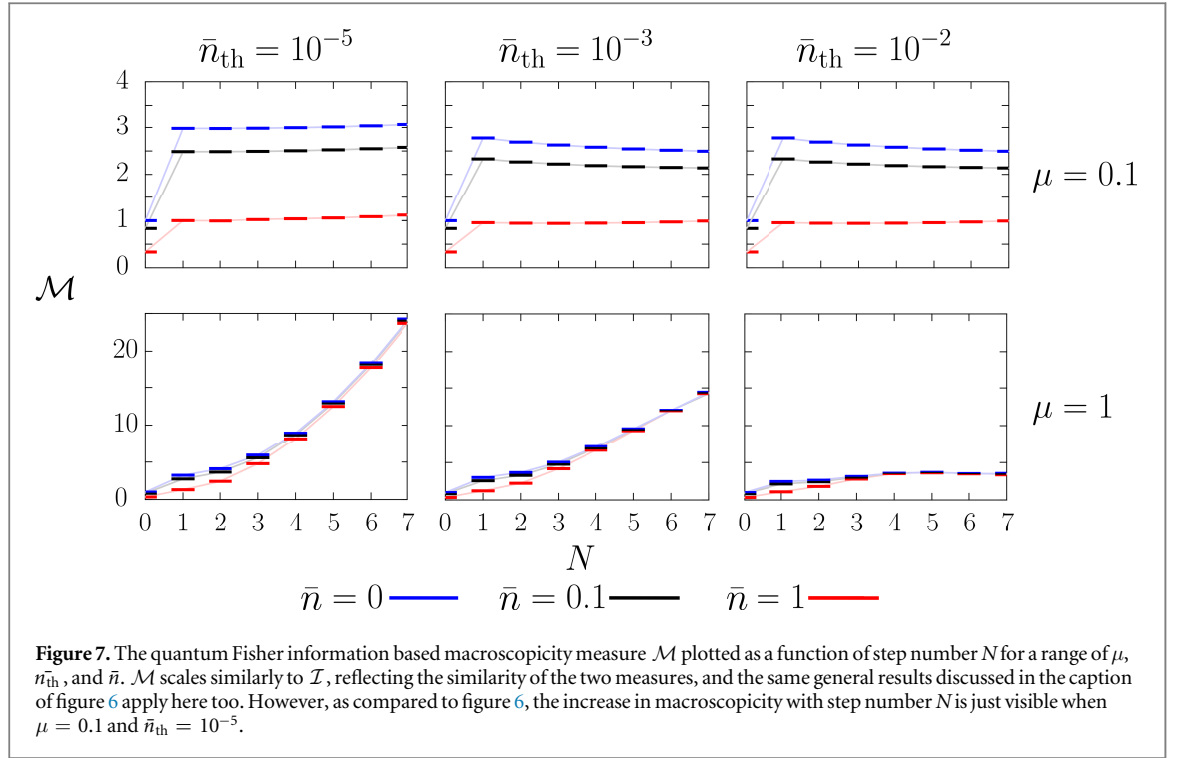 n̄th = 10⁻⁵ n̄th = 10⁻³ n̄th = 10⁻²
4
3
2
1
0
μ = 0.1
ℳ
20
10
0
μ = 1
0 1 2 3 4 5 6 7 0 1 2 3 4 5 6 7 0 1 2 3 4 5 6 7
N
n̄ = 0 n̄ = 0.1 n̄ = 1
Figure 7. The quantum Fisher information based macroscopicity measure ℳ plotted as a function of step number N for a range of μ,
n̄th, and n̄. ℳ scales similarly to ℐ, reflecting the similarity of the two measures, and the same general results discussed in the caption
of figure 6 apply here too. However, as compared to figure 6, the increase in macroscopicity with step number N is just visible when
μ = 0.1 and n̄th = 10⁻⁵.